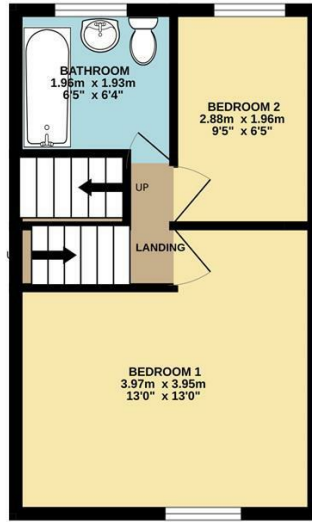 BATHROOM
1.96m x 1.93m
6'5" x 6'4"
BEDROOM 2
2.88m x 1.96m
9'5" x 6'5"
UP
LANDING
BEDROOM 1
3.97m x 3.95m
13'0" x 13'0"